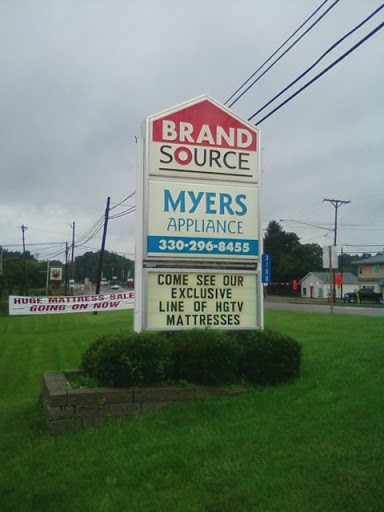 BRAND
SOURCE
MYERS
APPLIANCE
330-296-8455
COME SEE OUR
EXCLUSIVE
LINE OF HGTV
MATTRESSES
HUGE MATTRESS SALE
GOING ON NOW